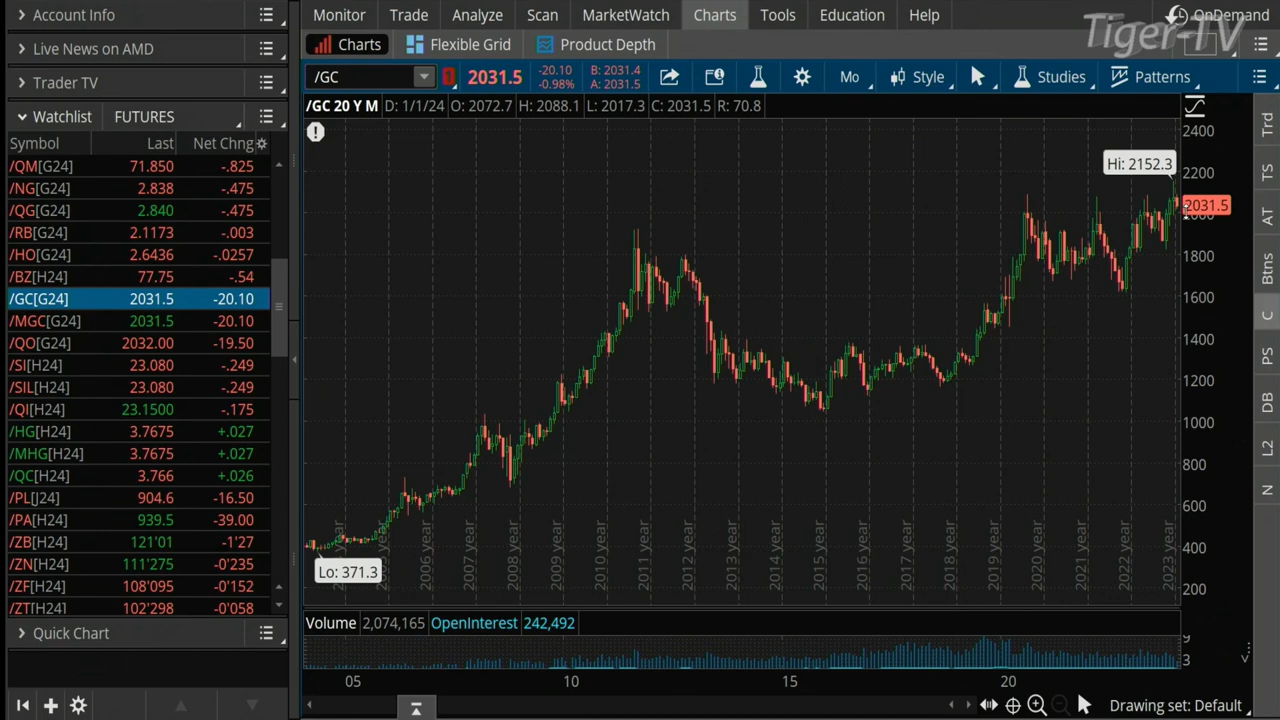 Account Info
Monitor Trade Analyze Scan MarketWatch Charts Tools Education Help OnDemand
Tiger-TV
Live News on AMD
Charts Flexible Grid Product Depth
Trader TV
/GC 2031.5 -20.10 -0.98% B: 2031.4 A: 2031.5 Mo Style Studies Patterns
/GC 20 Y M D: 1/1/24 O: 2072.7 H: 2088.1 L: 2017.3 C: 2031.5 R: 70.8
Watchlist FUTURES
Symbol Last Net Chng
/QM[G24] 71.850 -.825
/NG[G24] 2.838 -.475
/QG[G24] 2.840 -.475
/RB[G24] 2.1173 -.003
/HO[G24] 2.6436 -.0257
/BZ[H24] 77.75 -.54
/GC[G24] 2031.5 -20.10
/MGC[G24] 2031.5 -20.10
/QO[G24] 2032.00 -19.50
/SI[H24] 23.080 -.249
/SIL[H24] 23.080 -.249
/QI[H24] 23.1500 -.175
/HG[H24] 3.7675 +.027
/MHG[H24] 3.7675 +.027
/QC[H24] 3.766 +.026
/PL[J24] 904.6 -16.50
/PA[H24] 939.5 -39.00
/ZB[H24] 121'01 -1'27
/ZN[H24] 111'275 -0'235
/ZF[H24] 108'095 -0'152
/ZT[H24] 102'298 -0'058
Quick Chart
Hi: 2152.3
Lo: 371.3
2400
2200
2031.5
1800
1600
1400
1200
1000
800
600
400
200
2006 year
2007 year
2008 year
2009 year
2010 year
2011 year
2012 year
2013 year
2014 year
2015 year
2016 year
2017 year
2018 year
2019 year
2020 year
2021 year
2022 year
2023 year
Trd
TS
AT
Btns
C
PS
DB
L2
N
Volume 2,074,165 OpenInterest 242,492
9
3
05 10 15 20
Drawing set: Default